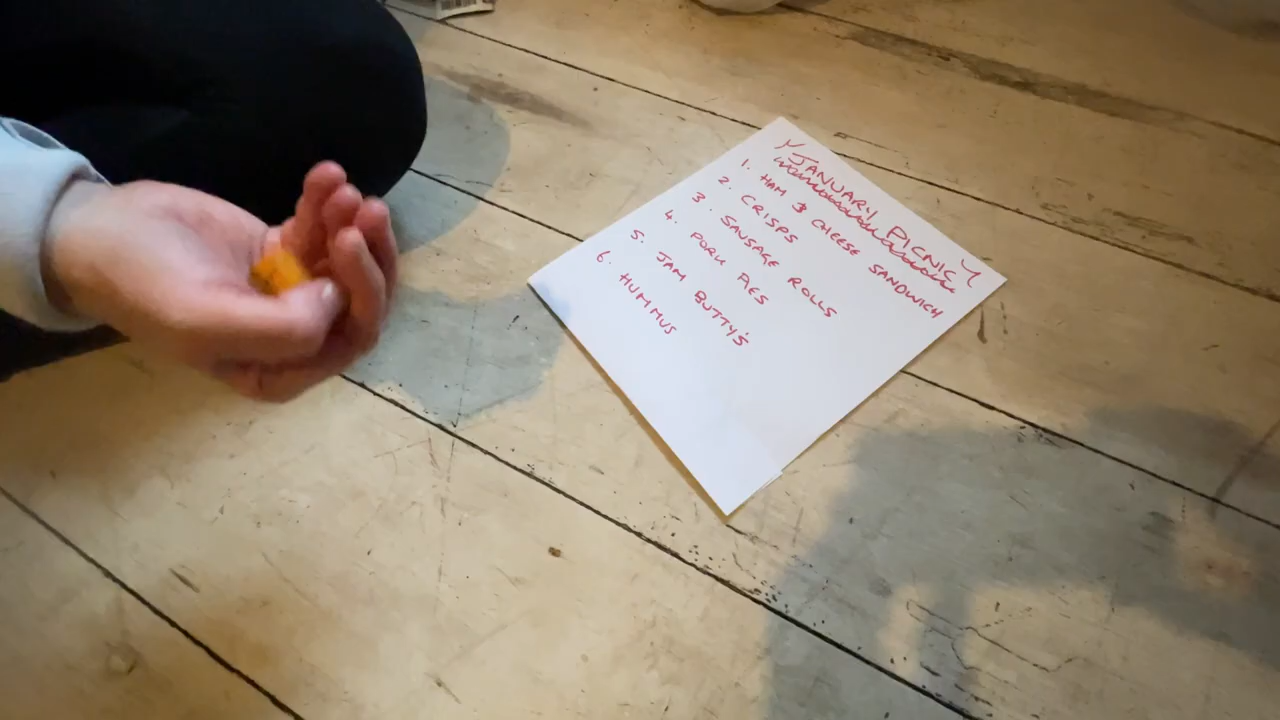 JANUARY PICNIC
1. HAM & CHEESE SANDWICH
2. CRISPS
3. SAUSAGE ROLLS
4. PORK PIES
5. JAM BUTTY'S
6. HUMMUS